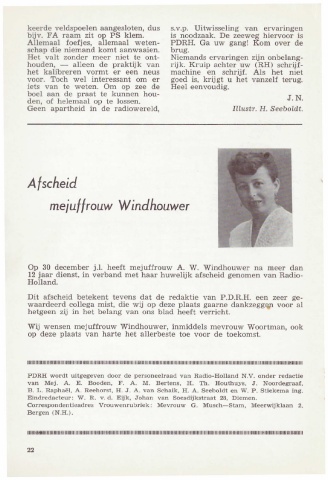 keerde veldspoelen aangesloten, dus
bijv. FA raam zit op PS klem.
Allemaal foefjes, allemaal weten-
schap die niemand komt aanwaaien.
Het valt zonder meer niet te ont-
houden, — alleen de praktijk van
het kalibreren vormt er een neus
voor. Toch wel interessant om er
iets van te weten. Om op zee de
boel aan de praat te kunnen hou-
den, of helemaal op te lossen.
Geen apartheid in de radiowereld,
s.v.p. Uitwisseling van ervaringen
is noodzaak. De zeeweg hiervoor is
PDRH. Ga uw gang! Kom over de
brug.
Niemands ervaringen zijn onbelang-
rijk. Kruip achter uw (RH) schrijf-
machine en schrijft. Als het niet
goed is, krijgt u het vanzelf terug.
Heel eenvoudig.
J. N.
Illustr. H. Seeboldt.
Afscheid
mejuffrouw Windhouwer
Op 30 december j.l. heeft mejuffrouw A. W. Windhouwer na meer dan
12 jaar dienst, in verband met haar huwelijk afscheid genomen van Radio-
Holland.
Dit afscheid betekent tevens dat de redaktie van P.D.R.H. een zeer ge-
waardeerd collega mist, die wij op deze plaats gaarne dankzeggen voor al
hetgeen zij in het belang van ons blad heeft verricht.
Wij wensen mejuffrouw Windhouwer, inmiddels mevrouw Woortman, ook
op deze plaats van harte het allerbeste toe voor de toekomst.
PDRH wordt uitgegeven door de personeelraad van Radio-Holland N.V. onder redactie
van Mej. A. E. Boeden, F. A. M. Bertens, H. Th. Houthuys, J. Noordegraaf,
B. L. Raphaël, A. Reehorst, H. J. A. van Schaik, H. A. Seeboldt en W. P. Stiekema ing.
Eindredacteur: W. R. v.d. Eijk, Johan van Soesdijkstraat 28, Diemen.
Correspondentieadres Vrouwenrubriek: Mevrouw G. Musch—Stam, Meerwijklaan 2,
Bergen (N.H.).
22